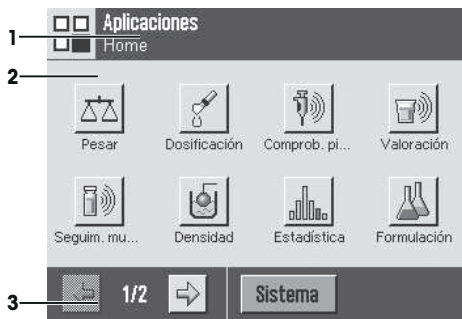 Aplicaciones
1
Home
2
Pesar
Dosificación
Comprob. pi...
Valoración
Seguim. mu...
Densidad
Estadística
Formulación
3
1/2
Sistema